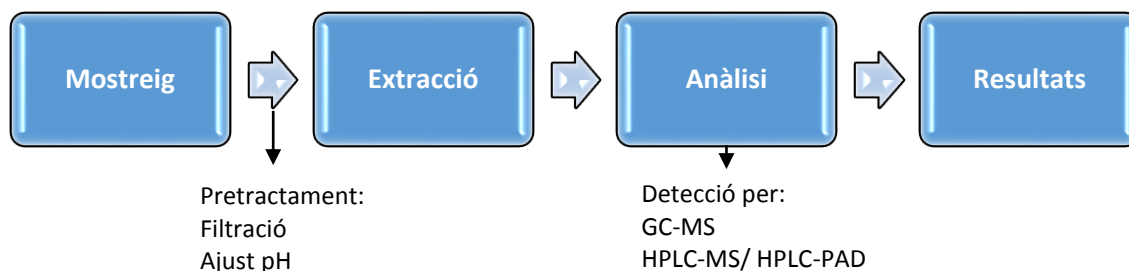 Mostreig
Extracció
Anàlisi
Resultats
Pretractament:
Filtració
Ajust pH
Detecció per:
GC-MS
HPLC-MS/ HPLC-PAD